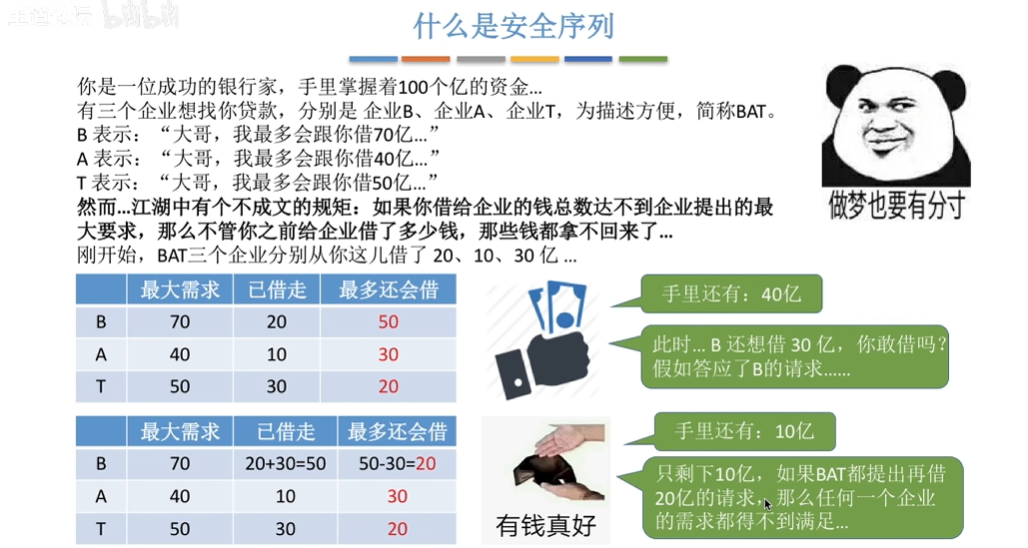 什么是安全序列
你是一位成功的银行家，手里掌握着100个亿的资金...
有三个企业想找你贷款，分别是 企业B、企业A、企业T，为描述方便，简称BAT。
B 表示：“大哥，我最多会跟你借70亿...”
A 表示：“大哥，我最多会跟你借40亿...”
T 表示：“大哥，我最多会跟你借50亿...”
然而...江湖中有个不成文的规矩：如果你借给企业的钱总数达不到企业提出的最
大要求，那么不管你之前给企业借了多少钱，那些钱都拿不回来了...
刚开始，BAT三个企业分别从你这儿借了 20、10、30 亿 ...
做梦也要有分寸
最大需求 已借走 最多还会借
B 70 20 50
A 40 10 30
T 50 30 20
手里还有：40亿
此时... B 还想借 30 亿，你敢借吗？
假如答应了B的请求......
最大需求 已借走 最多还会借
B 70 20+30=50 50-30=20
A 40 10 30
T 50 30 20
有钱真好
手里还有：10亿
只剩下10亿，如果BAT都提出再借
20亿的请求，那么任何一个企业
的需求都得不到满足...